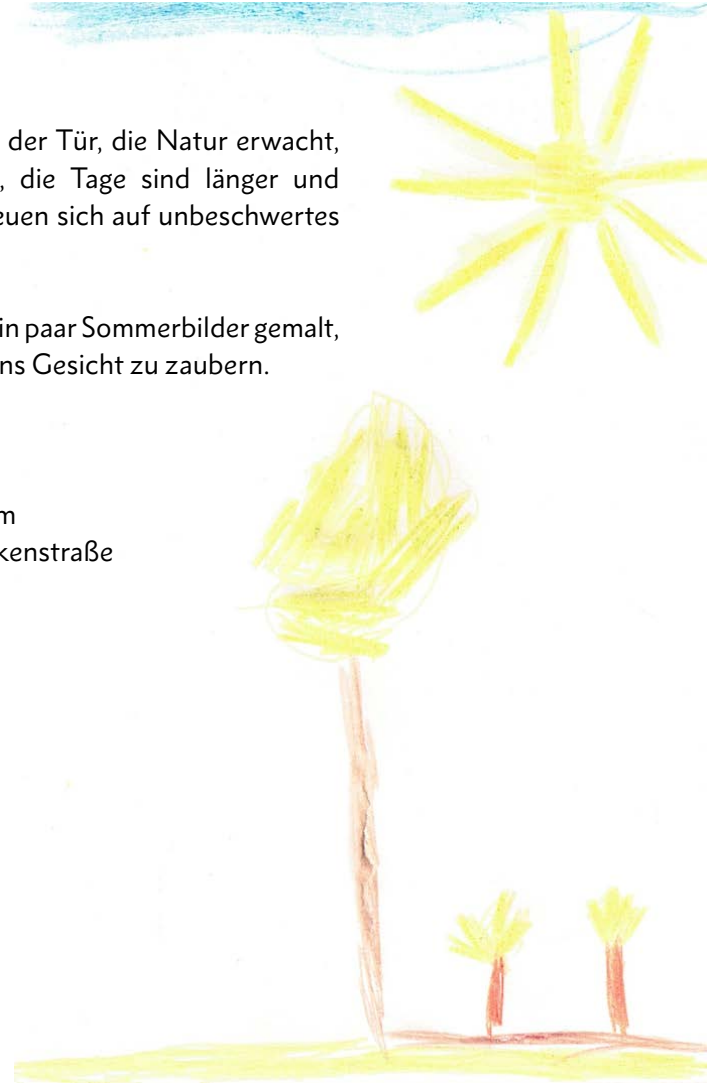 der Tür, die Natur erwacht,
, die Tage sind länger und
euen sich auf unbeschwertes
in paar Sommerbilder gemalt,
ns Gesicht zu zaubern.
m
kenstraße